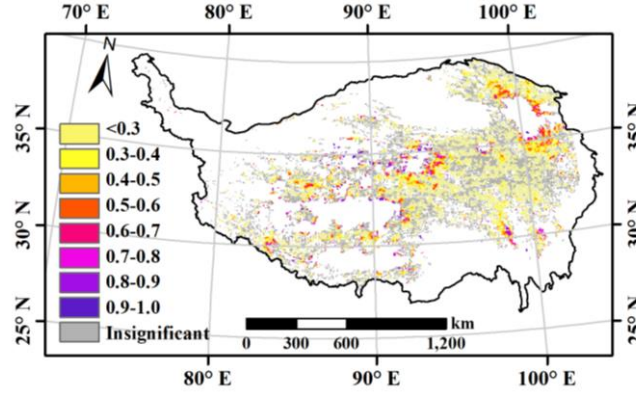 70° E 80° E 90° E 100° E
N
35° N 35° N
30° N 30° N
25° N 25° N
<0.3
0.3-0.4
0.4-0.5
0.5-0.6
0.6-0.7
0.7-0.8
0.8-0.9
0.9-1.0
Insignificant
km
0 300 600 1,200
80° E 90° E 100° E